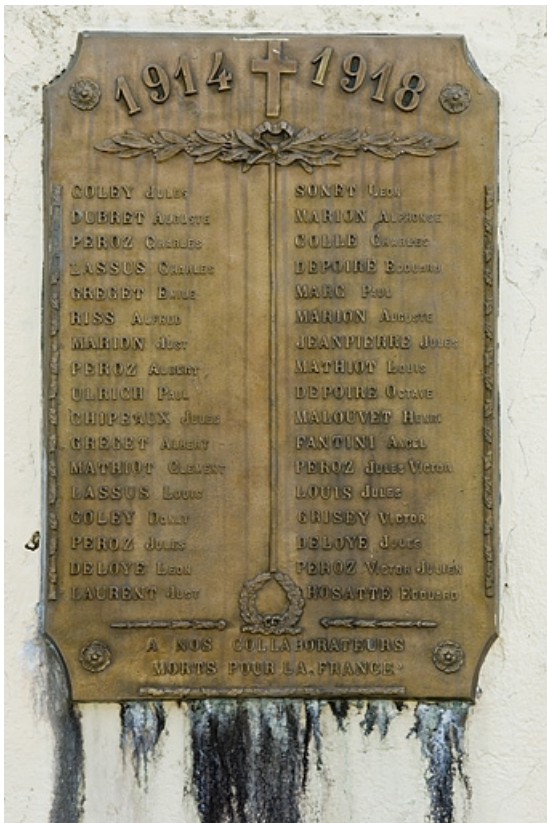 1914 1918
COLEY JULES
DUBRET AUGUSTE
PEROZ CHARLES
LASSUS CHARLES
GREGET EMILE
RISS ALFRED
MARION JUST
PEROZ ALBERT
ULRICH PAUL
CHIPEAUX JULES
GREGET ALBERT
MATHIOT CLEMENT
LASSUS LOUIS
COLEY DONAT
PEROZ JULES
DELOYE LEON
LAURENT JUST
SONET LEON
MARION ALPHONSE
COLLE CHARLES
DEPOIRE EDOUARD
MARC PAUL
MARION AUGUSTE
JEANPIERRE JULES
MATHIOT LOUIS
DEPOIRE OCTAVE
MALOUVET HENRI
FANTINI ANGEL
PEROZ JULES VICTOR
LOUIS JULES
GRISEY VICTOR
DELOYE JULES
PEROZ VICTOR JULIEN
ROSATTE EDOUARD
A NOS COLLABORATEURS
MORTS POUR LA FRANCE